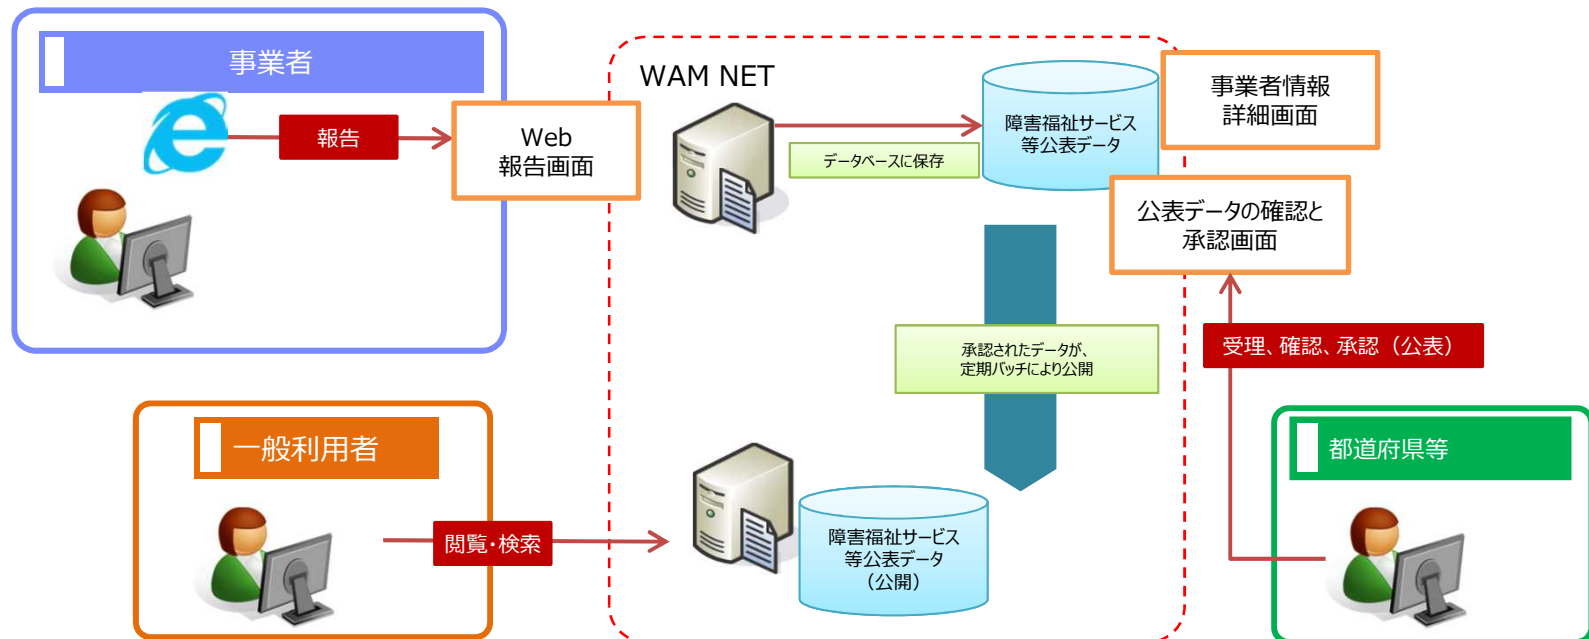 事業者
報告
Web
報告画面
WAM NET
データベースに保存
障害福祉サービス
等公表データ
事業者情報
詳細画面
公表データの確認と
承認画面
承認されたデータが、
定期バッチにより公開
受理、確認、承認（公表）
一般利用者
閲覧・検索
障害福祉サービス
等公表データ
（公開）
都道府県等